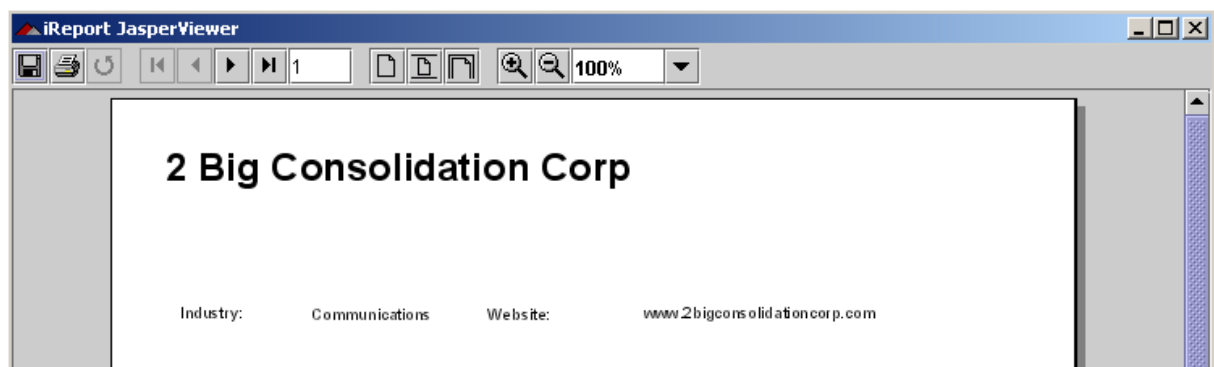 iReport JasperViewer
1 100%
2 Big Consolidation Corp
Industry: Communications Website: www.2bigconsolidationcorp.com